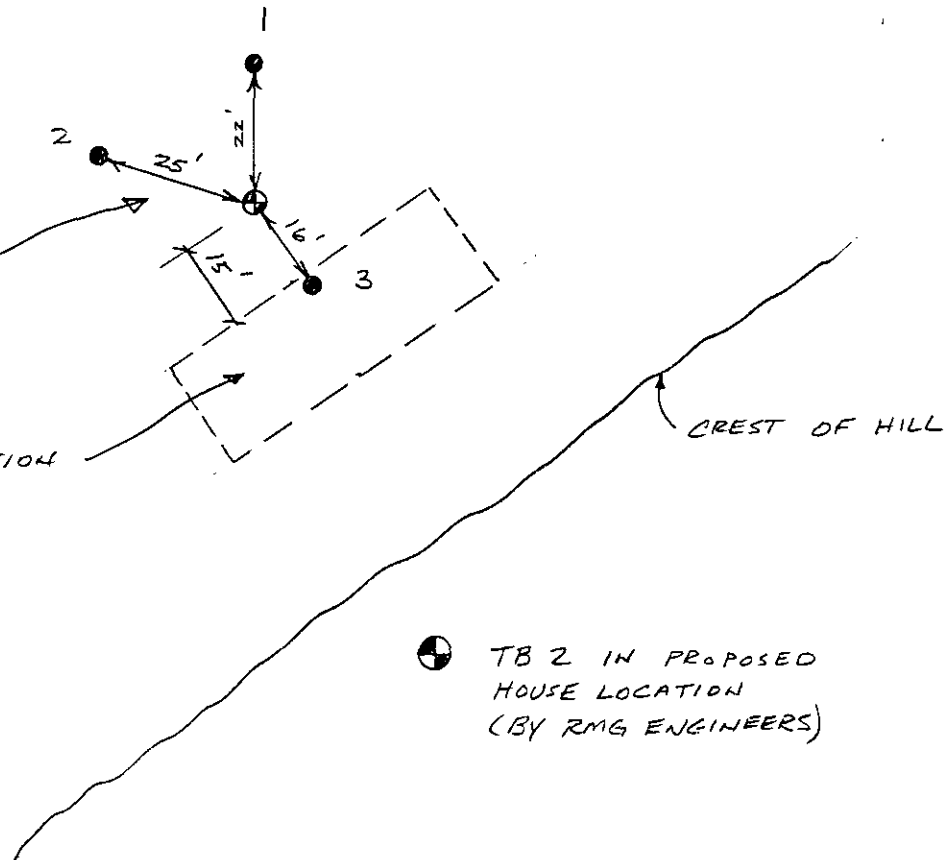 1
22'
2
25'
16'
15'
3
CREST OF HILL
TION
TB 2 IN PROPOSED
HOUSE LOCATION
(BY RMG ENGINEERS)